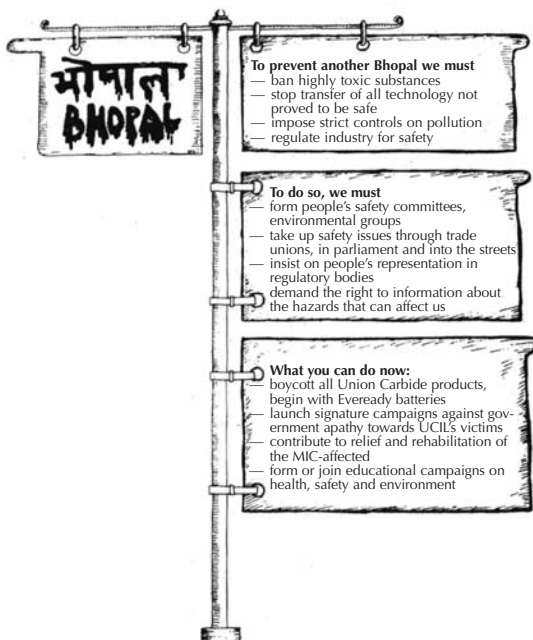 भोपाल
BHOPAL
To prevent another Bhopal we must
— ban highly toxic substances
— stop transfer of all technology not
proved to be safe
— impose strict controls on pollution
— regulate industry for safety
To do so, we must
— form people's safety committees,
environmental groups
— take up safety issues through trade
unions, in parliament and into the streets
— insist on people's representation in
regulatory bodies
— demand the right to information about
the hazards that can affect us
What you can do now:
— boycott all Union Carbide products,
begin with Eveready batteries
— launch signature campaigns against gov-
ernment apathy towards UCIL's victims
— contribute to relief and rehabilitation of
the MIC-affected
— form or join educational campaigns on
health, safety and environment